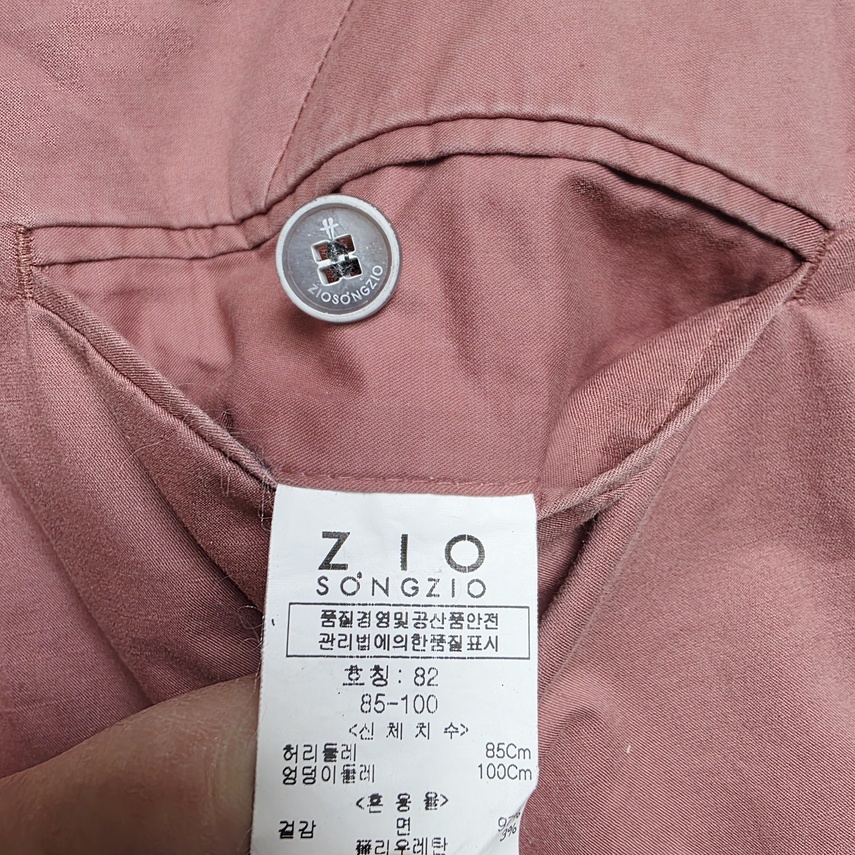 ZIOSONGZIO
ZIO
SONGZIO
품질경영및공산품안전
관리법에의한품질표시
호칭: 82
85-100
<신 체 치 수>
허리둘레 85Cm
엉덩이둘레 100Cm
<혼 용 율>
겉감 면
폴리우레탄 3%